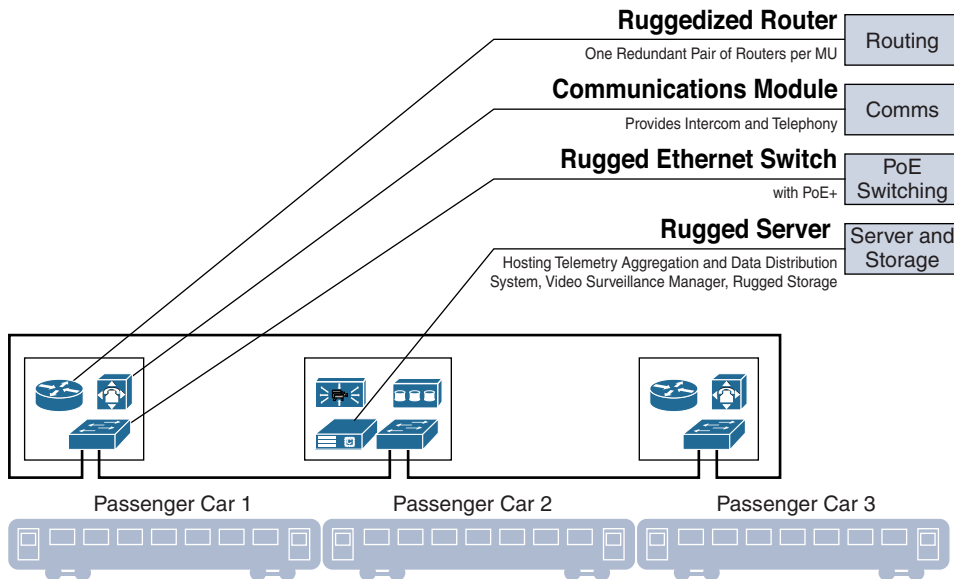 Ruggedized Router
One Redundant Pair of Routers per MU
Routing
Communications Module
Provides Intercom and Telephony
Comms
Rugged Ethernet Switch
with PoE+
PoE
Switching
Rugged Server
Hosting Telemetry Aggregation and Data Distribution
System, Video Surveillance Manager, Rugged Storage
Server and
Storage
Passenger Car 1
Passenger Car 2
Passenger Car 3